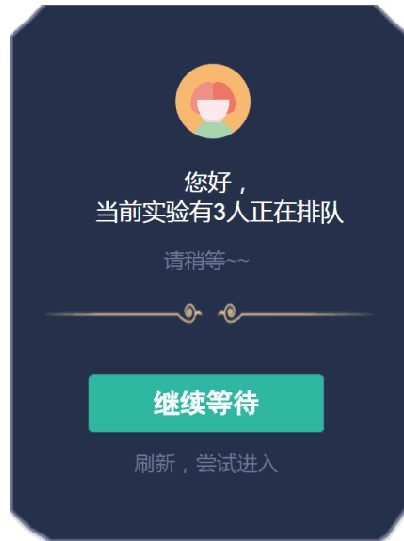 您好，
当前实验有3人正在排队
请稍等~~
继续等待
刷新，尝试进入